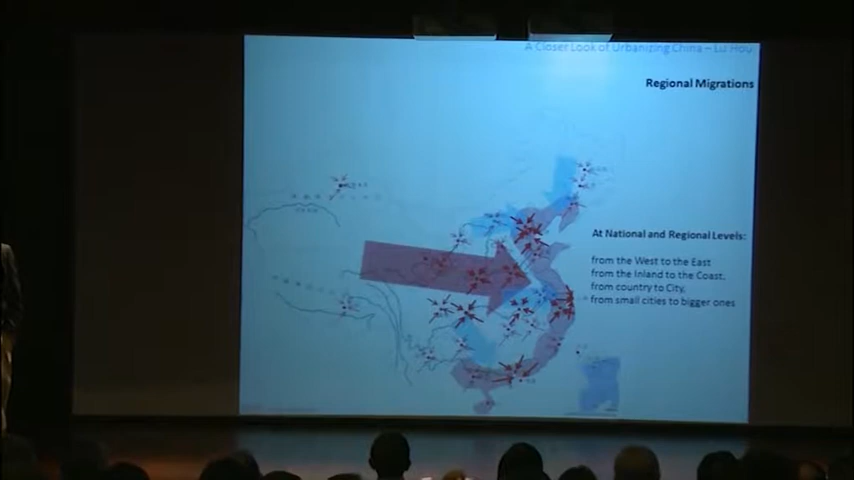 A Closer Look of Urbanizing China – Lu Hou
Regional Migrations
At National and Regional Levels:
from the West to the East
from the Inland to the Coast,
from country to City,
from small cities to bigger ones